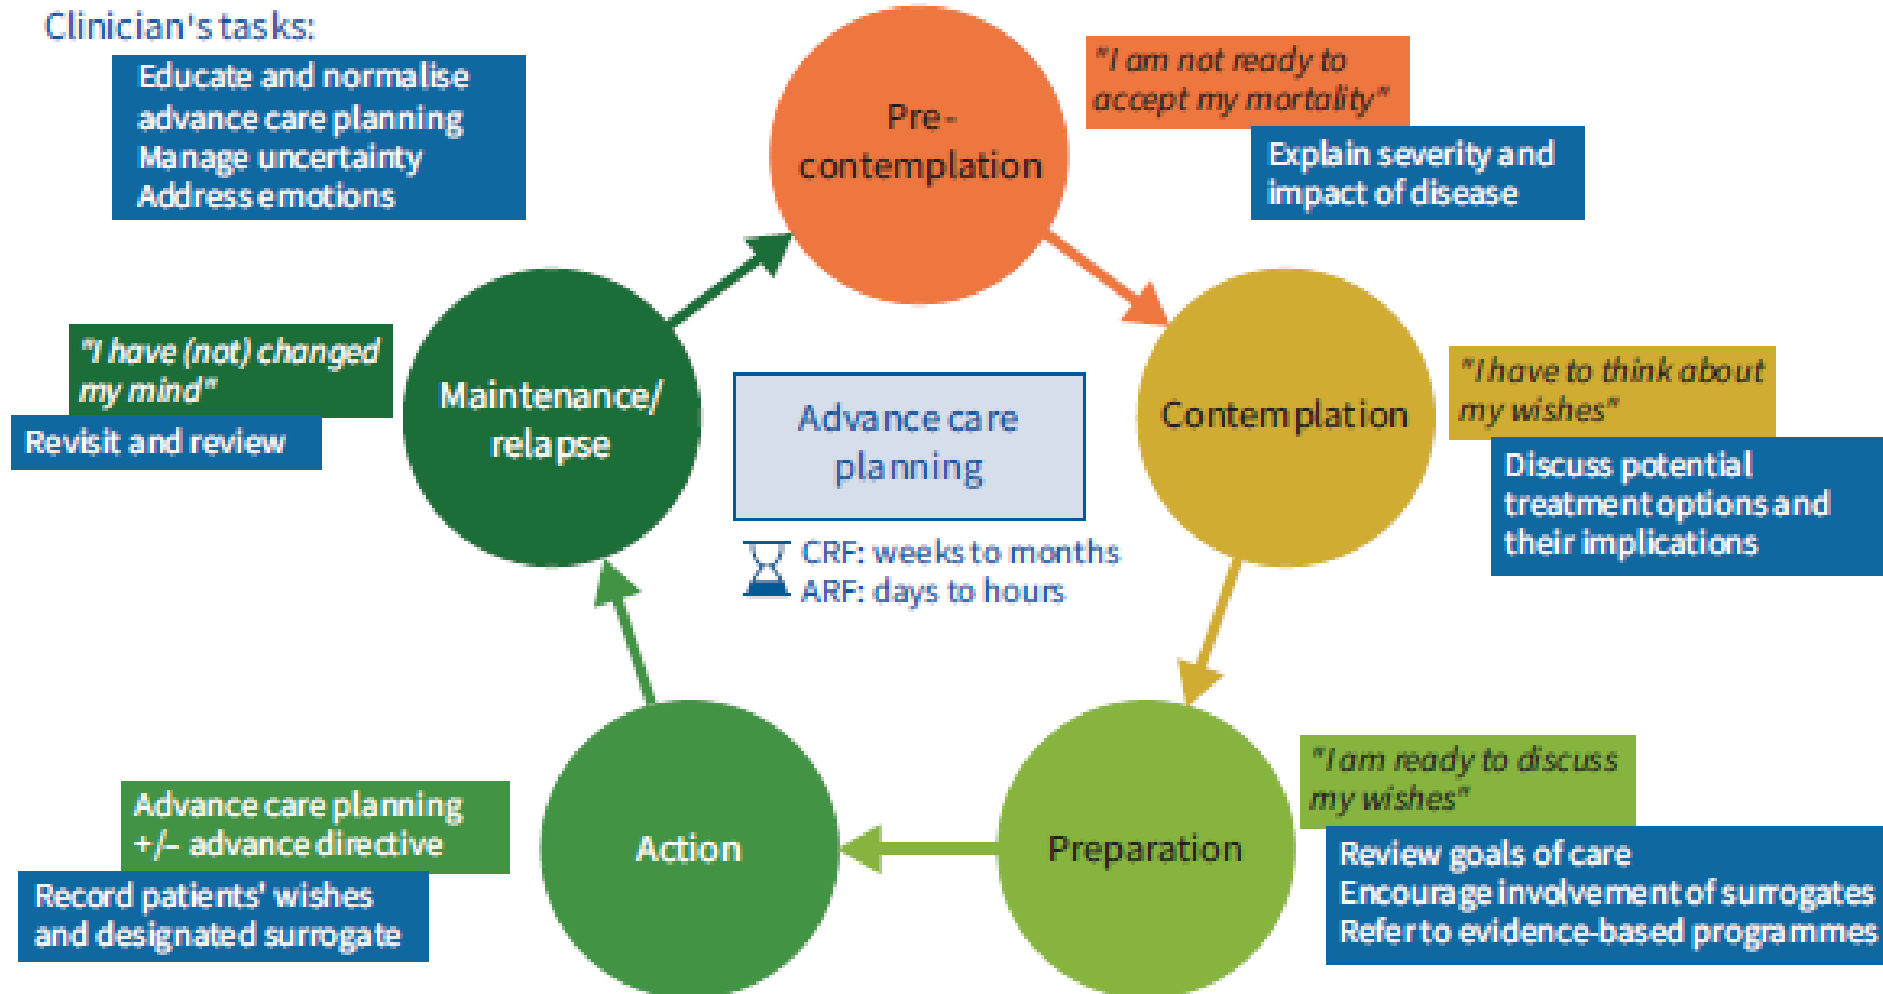 Clinician's tasks:
Educate and normalise
advance care planning
Manage uncertainty
Address emotions
Pre-
contemplation
"I am not ready to
accept my mortality"
Explain severity and
impact of disease
"I have (not) changed
my mind"
Revisit and review
Maintenance/
relapse
Advance care
planning
CRF: weeks to months
ARF: days to hours
Contemplation
"I have to think about
my wishes"
Discuss potential
treatment options and
their implications
Advance care planning
+/– advance directive
Record patients' wishes
and designated surrogate
Action
Preparation
"I am ready to discuss
my wishes"
Review goals of care
Encourage involvement of surrogates
Refer to evidence-based programmes